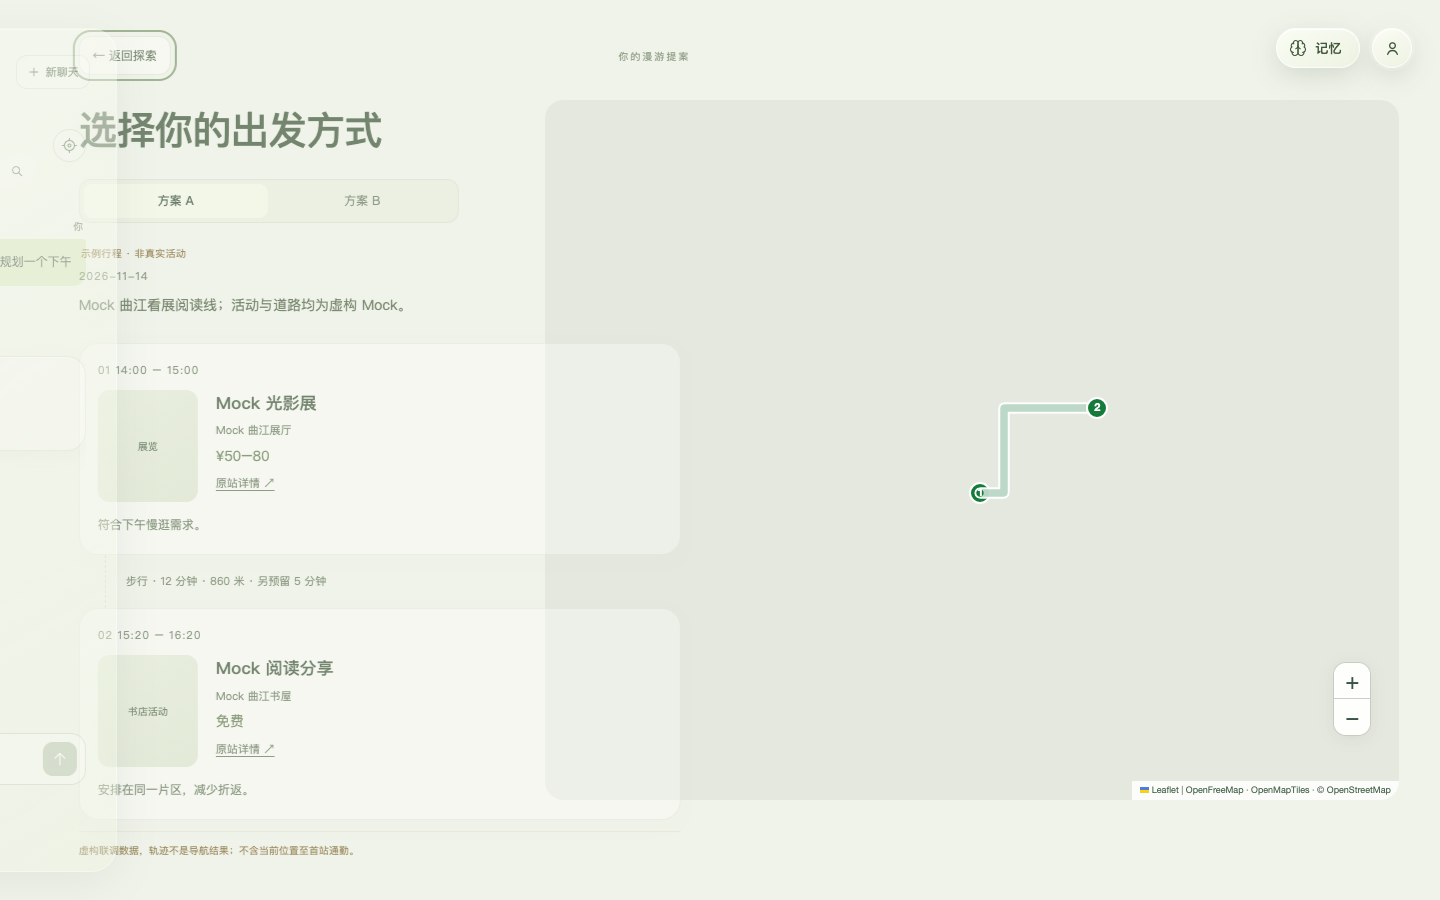 ← 返回探索
你的漫游提案
记忆
+ 新聊天
选择你的出发方式
方案 A
方案 B
你
规划一个下午
示例行程 · 非真实活动
2026-11-14
Mock 曲江看展阅读线；活动与道路均为虚构 Mock。
01 14:00 — 15:00
展览
Mock 光影展
Mock 曲江展厅
¥50—80
原站详情 ↗
符合下午慢逛需求。
步行 · 12 分钟 · 860 米 · 另预留 5 分钟
02 15:20 — 16:20
书店活动
Mock 阅读分享
Mock 曲江书屋
免费
原站详情 ↗
安排在同一片区，减少折返。
虚构联调数据，轨迹不是导航结果；不含当前位置至首站通勤。
2
1
+
−
Leaflet | OpenFreeMap · OpenMapTiles · © OpenStreetMap